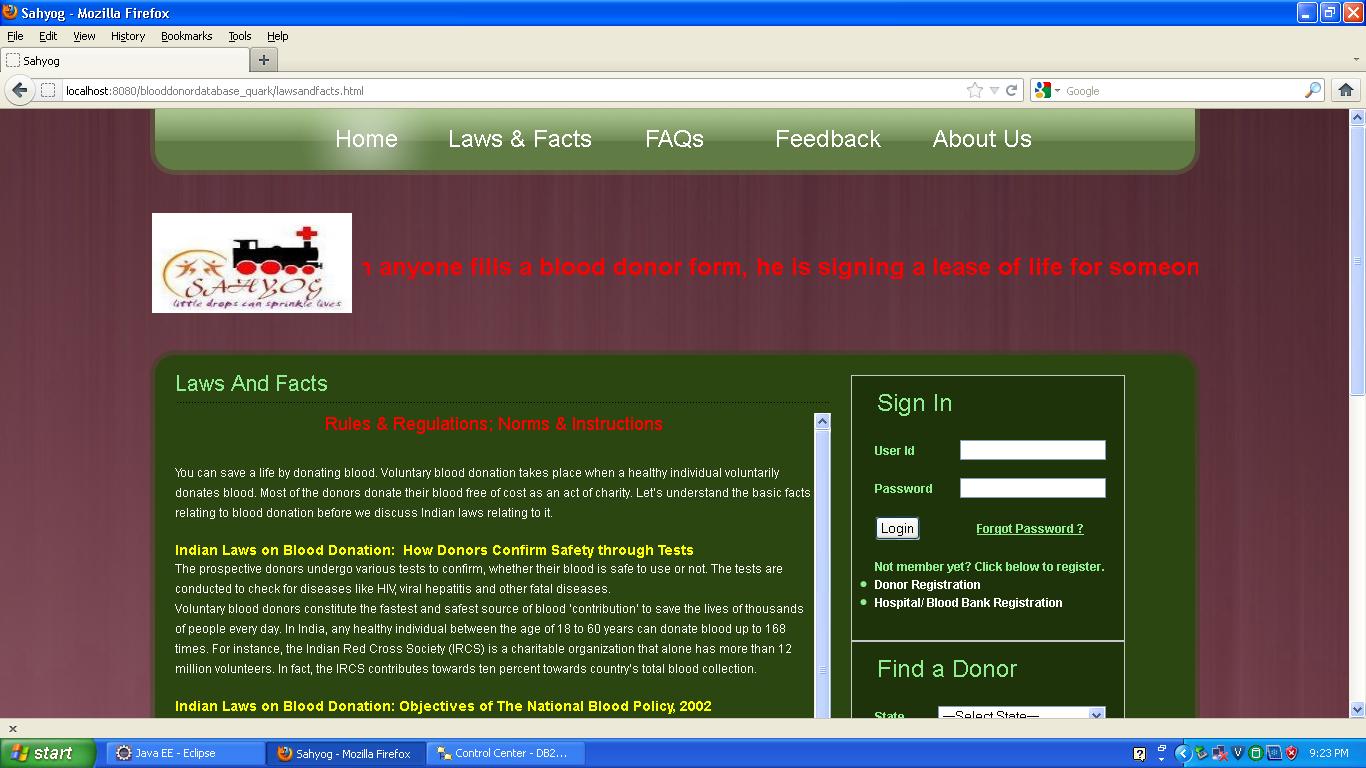 Sahyog - Mozilla Firefox
File Edit View History Bookmarks Tools Help
Sahyog
localhost:8080/blooddonordatabase_quark/lawsandfacts.html
Google
Home Laws & Facts FAQs Feedback About Us
SAHYOG
little drops can sprinkle lives
anyone fills a blood donor form, he is signing a lease of life for someon
Laws And Facts
Rules & Regulations; Norms & Instructions
You can save a life by donating blood. Voluntary blood donation takes place when a healthy individual voluntarily
donates blood. Most of the donors donate their blood free of cost as an act of charity. Let's understand the basic facts
relating to blood donation before we discuss Indian laws relating to it.
Indian Laws on Blood Donation: How Donors Confirm Safety through Tests
The prospective donors undergo various tests to confirm, whether their blood is safe to use or not. The tests are
conducted to check for diseases like HIV, viral hepatitis and other fatal diseases.
Voluntary blood donors constitute the fastest and safest source of blood 'contribution' to save the lives of thousands
of people every day. In India, any healthy individual between the age of 18 to 60 years can donate blood up to 168
times. For instance, the Indian Red Cross Society (IRCS) is a charitable organization that alone has more than 12
million volunteers. In fact, the IRCS contributes towards ten percent towards country's total blood collection.
Indian Laws on Blood Donation: Objectives of The National Blood Policy, 2002
Sign In
User Id
Password
Login Forgot Password ?
Not member yet? Click below to register.
Donor Registration
Hospital/ Blood Bank Registration
Find a Donor
State ---Select State---
start Java EE - Eclipse Sahyog - Mozilla Firefox Control Center - DB2... 9:23 PM